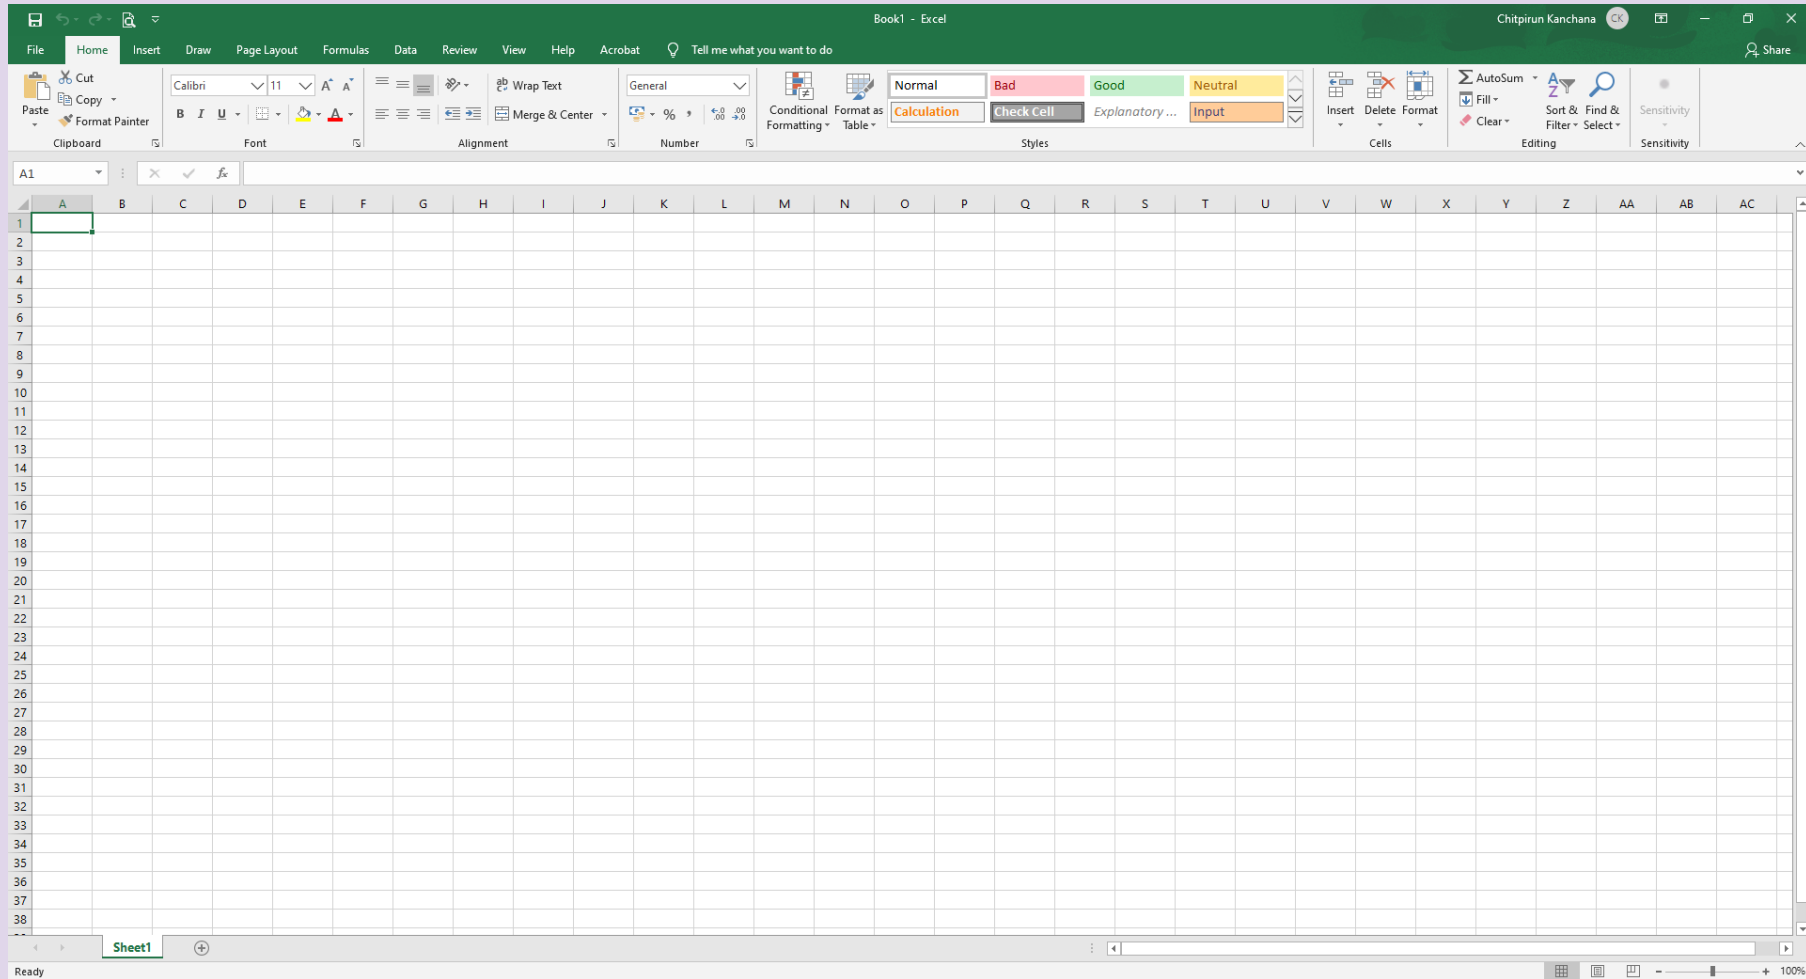 Book1 - Excel
Chitpirun Kanchana CK
File Home Insert Draw Page Layout Formulas Data Review View Help Acrobat Tell me what you want to do Share
Paste
Cut
Copy
Format Painter
Clipboard
Calibri 11
B I U
Font
Wrap Text
Merge & Center
Alignment
General
% ,
Number
Conditional
Formatting
Format as
Table
Normal Bad Good Neutral
Calculation Check Cell Explanatory ... Input
Styles
Insert Delete Format
Cells
AutoSum
Fill
Clear
Sort &
Filter
Find &
Select
Editing
Sensitivity
Sensitivity
A1 fx
A B C D E F G H I J K L M N O P Q R S T U V W X Y Z AA AB AC
1
2
3
4
5
6
7
8
9
10
11
12
13
14
15
16
17
18
19
20
21
22
23
24
25
26
27
28
29
30
31
32
33
34
35
36
37
38
Sheet1
Ready
100%